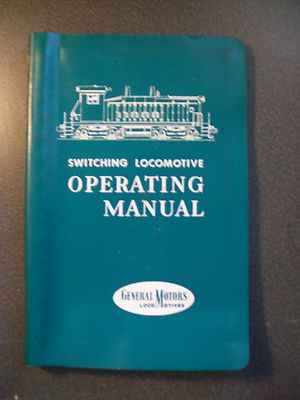 SWITCHING LOCOMOTIVE
OPERATING
MANUAL
GENERAL MOTORS
LOCOMOTIVES